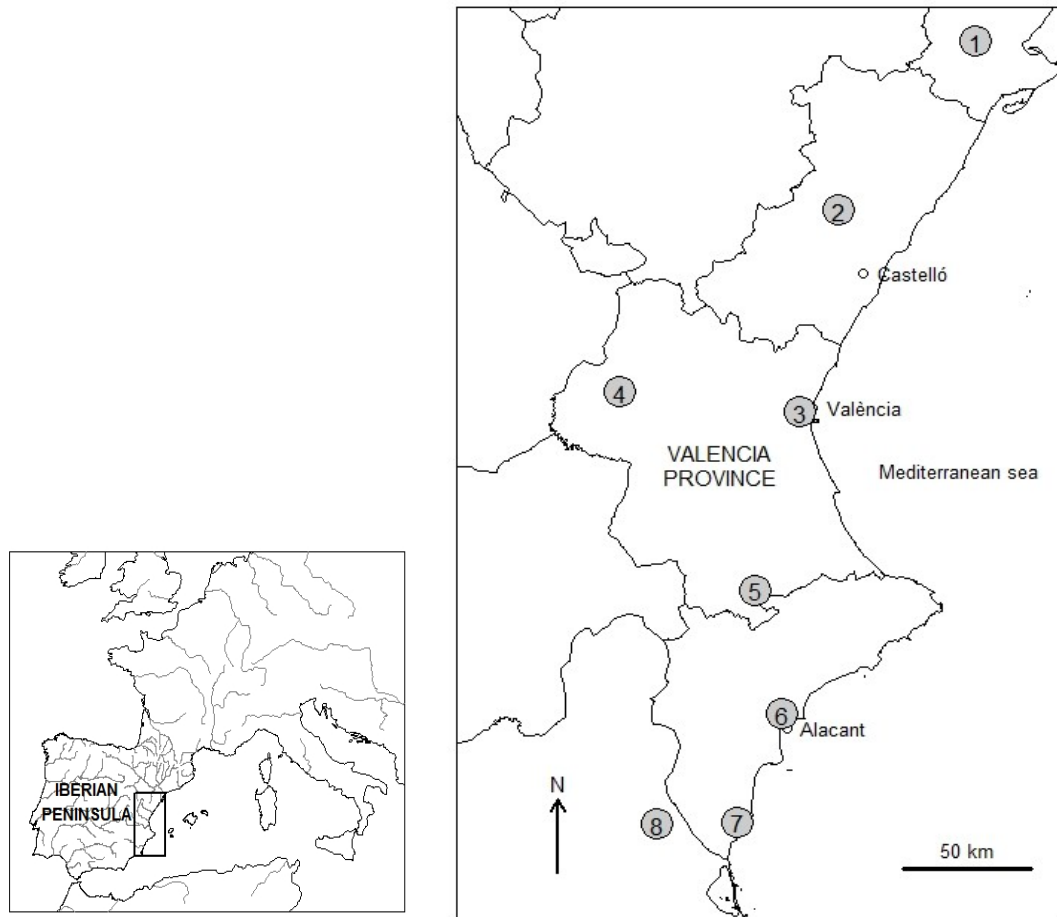 1
2
Castelló
4
3
València
VALENCIA
PROVINCE
Mediterranean sea
5
6
Alacant
N
8
7
50 km
IBERIAN
PENINSULA